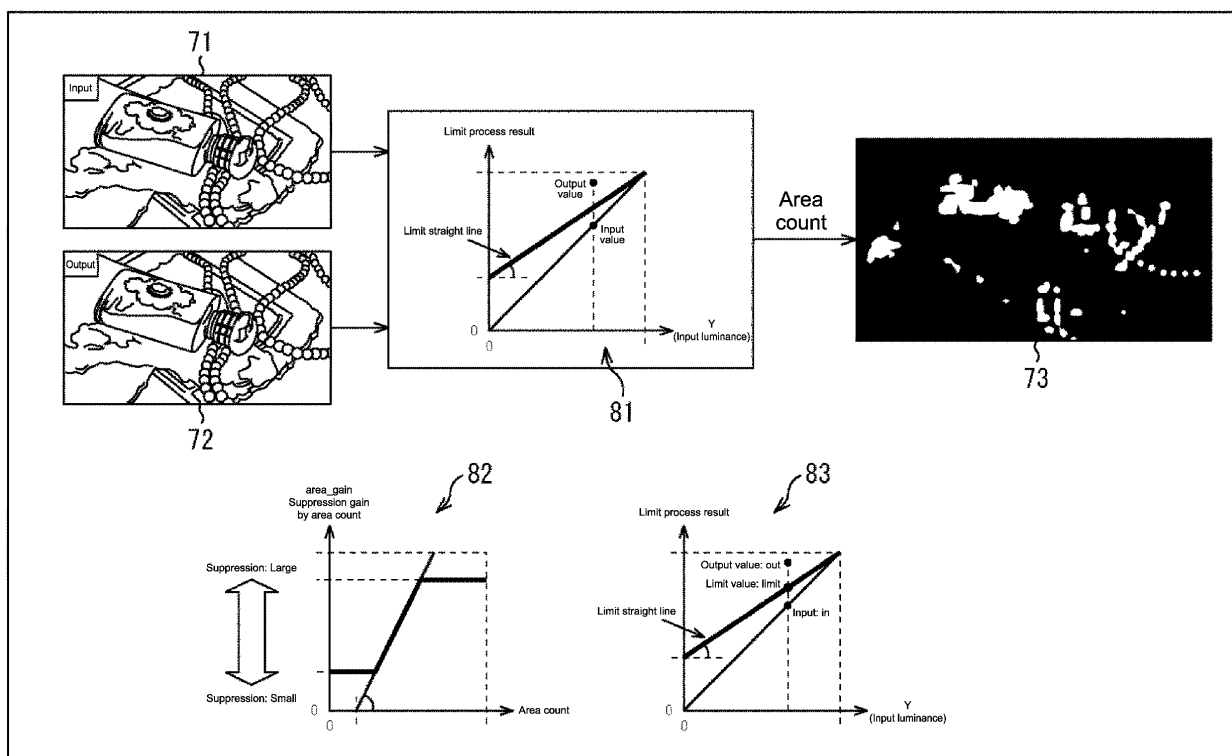 71
Input
Output
72
Limit process result
Output
value
Input
value
Limit straight line
0
0
Y
(Input luminance)
81
Area
count
73
82
area_gain
Suppression gain
by area count
Suppression: Large
Suppression: Small
0
0
Area count
83
Limit process result
Output value: out
Limit value: limit
Input: in
Limit straight line
0
0
Y
(Input luminance)